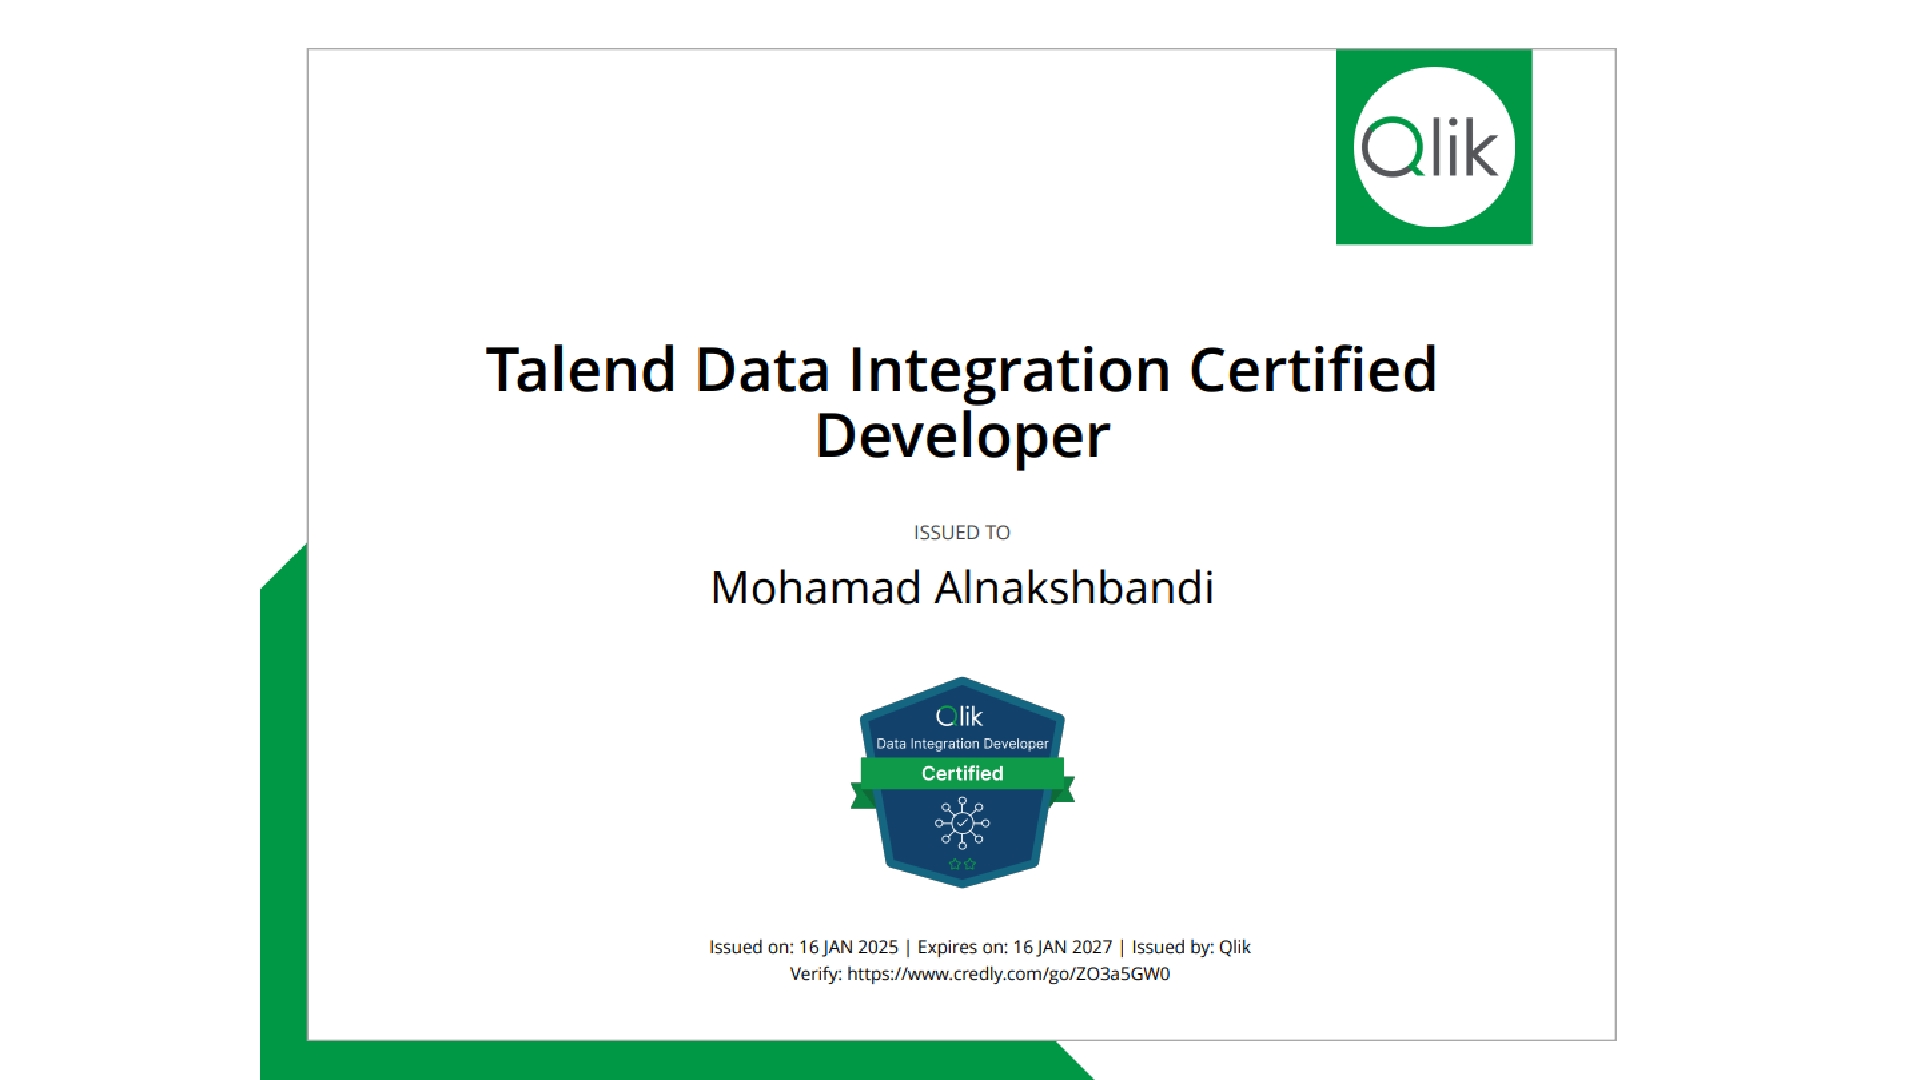 Qlik
Talend Data Integration Certified
Developer
ISSUED TO
Mohamad Alnakshbandi
Qlik
Data Integration Developer
Certified
Issued on: 16 JAN 2025 | Expires on: 16 JAN 2027 | Issued by: Qlik
Verify: https://www.credly.com/go/ZO3a5GW0